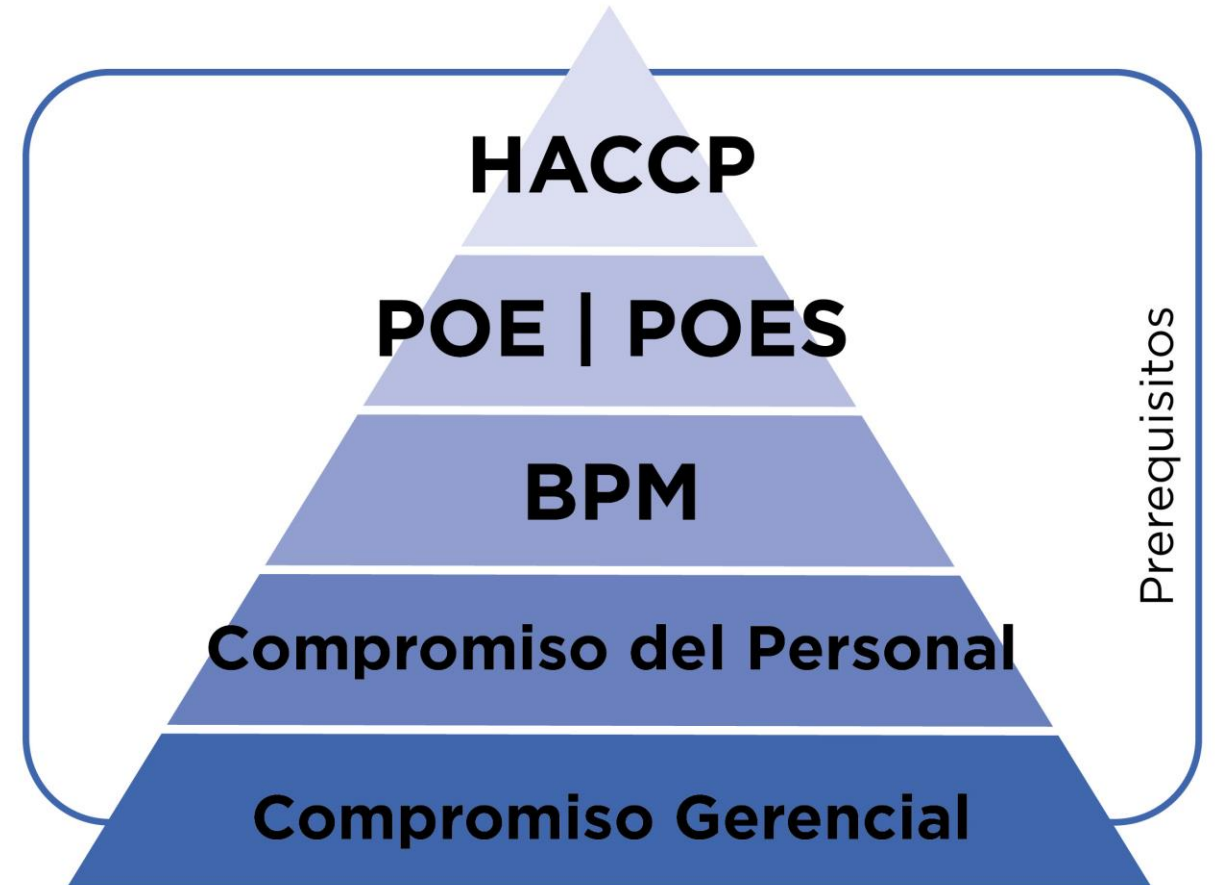 HACCP
POE | POES
BPM
Compromiso del Personal
Compromiso Gerencial
Prerequisitos